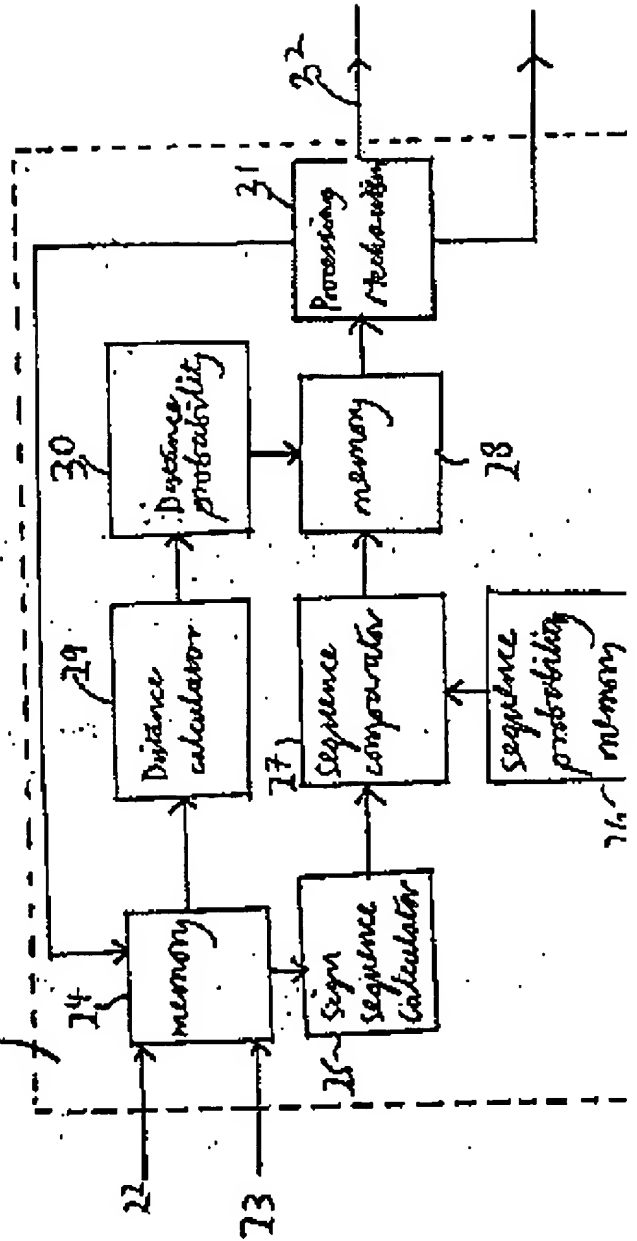 22
23
24
memory
29
Distance
calculator
30
Distance
probability
31
Processing
Mechanism
32
25
Sign
sequence
Calculator
27
Sequence
comparator
memory
28
26
Sequence
probability
memory